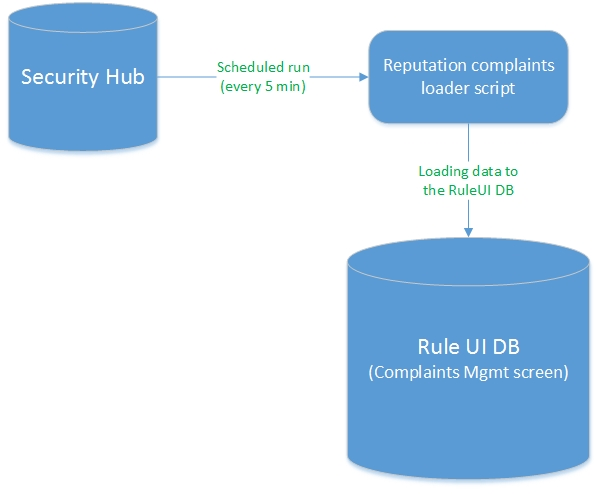 Security Hub
Scheduled run
(every 5 min)
Reputation complaints
loader script
Loading data to
the RuleUI DB
Rule UI DB
(Complaints Mgmt screen)